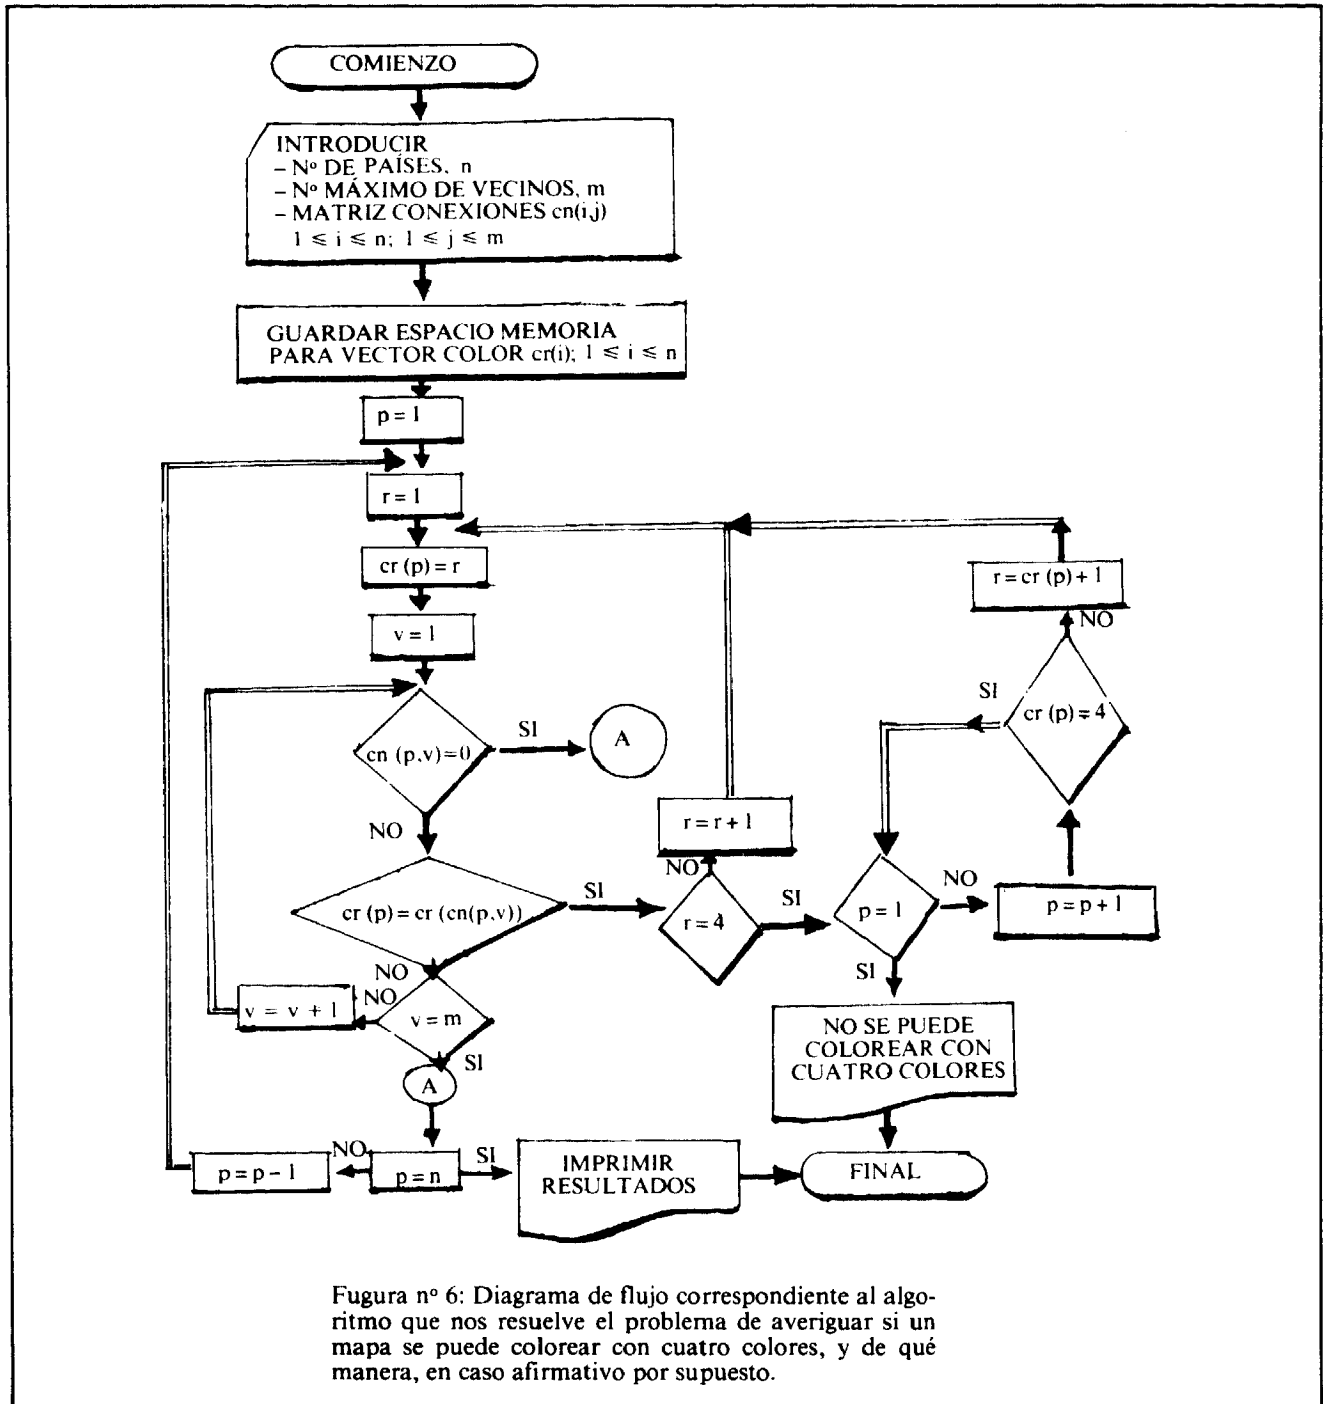 COMIENZO
INTRODUCIR
– Nº DE PAÍSES, n
– Nº MÁXIMO DE VECINOS, m
– MATRIZ CONEXIONES cn(i,j)
1 ≤ i ≤ n; 1 ≤ j ≤ m
GUARDAR ESPACIO MEMORIA
PARA VECTOR COLOR cr(i); 1 ≤ i ≤ n
p = 1
r = 1
cr (p) = r
v = 1
cn (p,v)=0
SI
A
NO
cr (p) = cr (cn(p,v))
SI
NO
v = m
NO
v = v + 1
SI
A
p = n
NO
p = p – 1
SI
IMPRIMIR
RESULTADOS
FINAL
r = 4
NO
r = r + 1
SI
p = 1
NO
p = p + 1
cr (p) = 4
SI
NO
r = cr (p) + 1
SI
NO SE PUEDE
COLOREAR CON
CUATRO COLORES
Fugura nº 6: Diagrama de flujo correspondiente al algo-
ritmo que nos resuelve el problema de averiguar si un
mapa se puede colorear con cuatro colores, y de qué
manera, en caso afirmativo por supuesto.